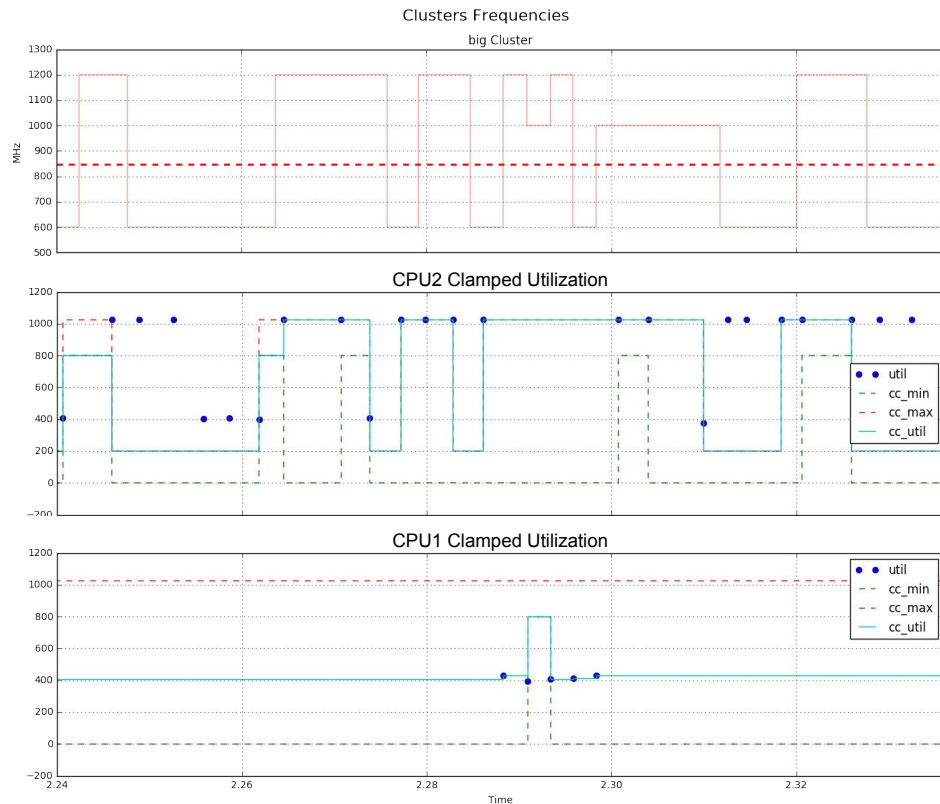 Clusters Frequencies
big Cluster
1300
1200
1100
1000
900
800
700
600
500
MHz
CPU2 Clamped Utilization
1200
1000
800
600
400
200
0
−200
util
cc_min
cc_max
cc_util
CPU1 Clamped Utilization
1200
1000
800
600
400
200
0
−200
util
cc_min
cc_max
cc_util
2.24 2.26 2.28 2.30 2.32
Time